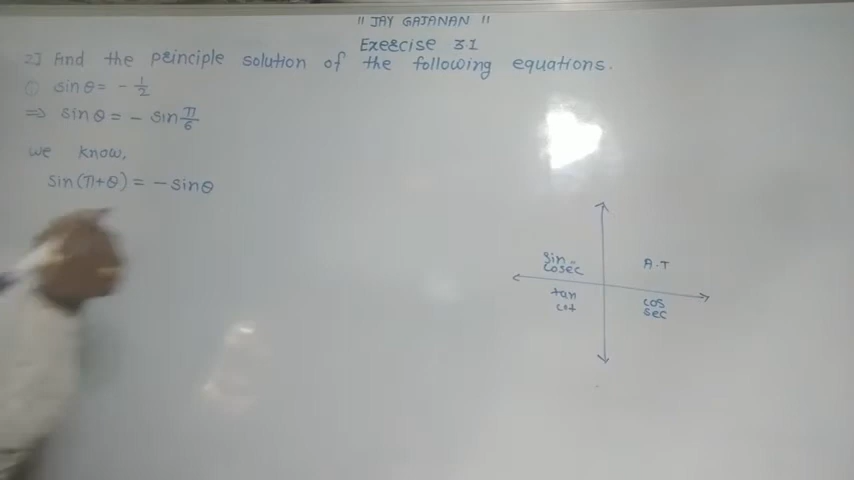 " JAY GAJANAN "
Exercise 3.1
2] Find the principle solution of the following equations.
① sinθ = - 1/2
⇒ sinθ = - sin π/6
we know,
sin(π+θ) = - sinθ
sin
cosec
A.T
tan
cot
cos
sec